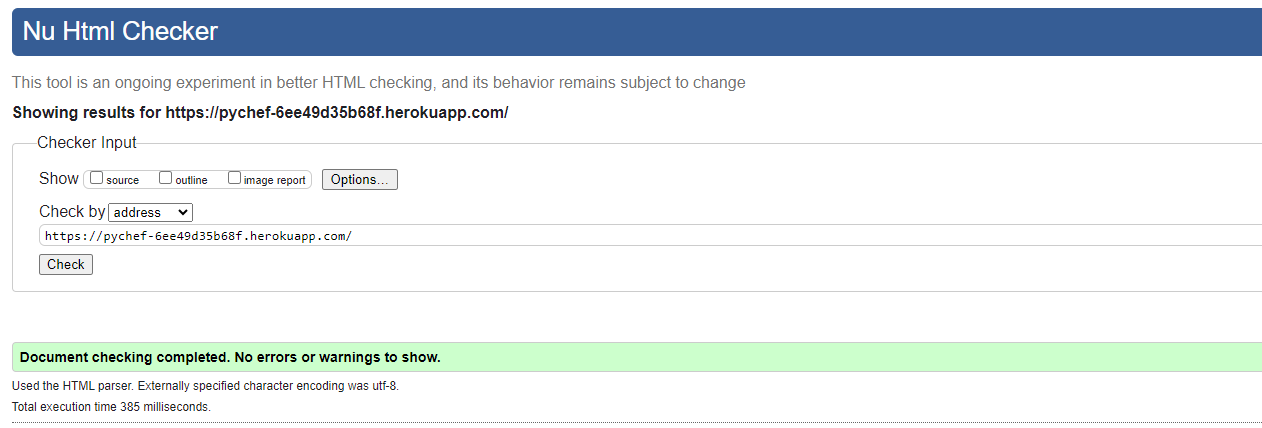 Nu Html Checker
This tool is an ongoing experiment in better HTML checking, and its behavior remains subject to change
Showing results for https://pychef-6ee49d35b68f.herokuapp.com/
Checker Input
Show source outline image report Options...
Check by address
https://pychef-6ee49d35b68f.herokuapp.com/
Check
Document checking completed. No errors or warnings to show.
Used the HTML parser. Externally specified character encoding was utf-8.
Total execution time 385 milliseconds.